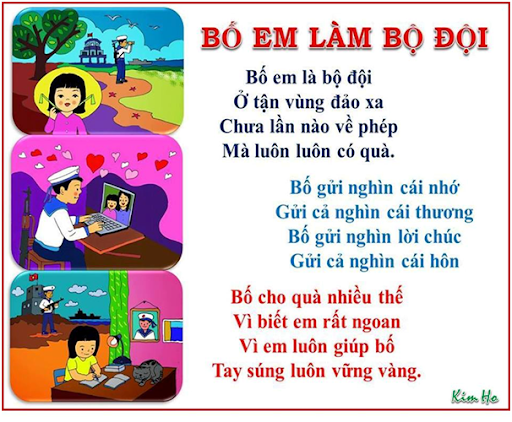 BỐ EM LÀM BỘ ĐỘI
Bố em là bộ đội
Ở tận vùng đảo xa
Chưa lần nào về phép
Mà luôn luôn có quà.
Bố gửi nghìn cái nhớ
Gửi cả nghìn cái thương
Bố gửi nghìn lời chúc
Gửi cả nghìn cái hôn
Bố cho quà nhiều thế
Vì biết em rất ngoan
Vì em luôn giúp bố
Tay súng luôn vững vàng.
Kim Họ